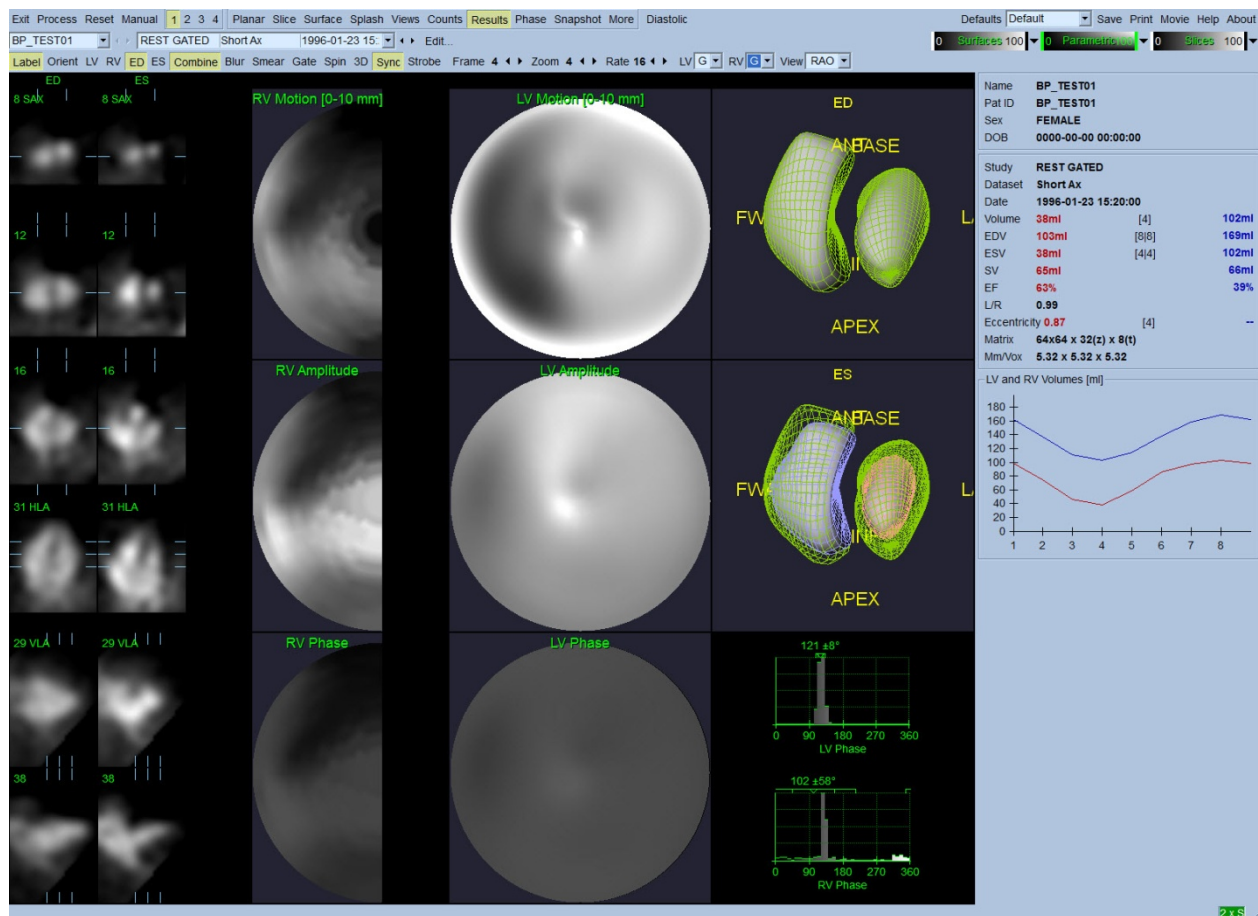 Exit Process Reset Manual 1 2 3 4 Planar Slice Surface Splash Views Counts Results Phase Snapshot More Diastolic Defaults Default Save Print Movie Help About
BP_TEST01 REST GATED Short Ax 1996-01-23 15: Edit... 0 Surfaces 100 0 Parametric 100 0 Slices 100
Label Orient LV RV ED ES Combine Blur Smear Gate Spin 3D Sync Strobe Frame 4 Zoom 4 Rate 16 LV G RV G View RAO
ED ES
8 SAX 8 SAX
12 12
16 16
31 HLA 31 HLA
29 VLA 29 VLA
38 38
RV Motion [0-10 mm]
LV Motion [0-10 mm]
ED
ANT BASE
FW
IN
APEX
RV Amplitude
LV Amplitude
ES
ANT BASE
FW
INF
APEX
RV Phase
LV Phase
121 ±8°
0 90 180 270 360
LV Phase
102 ±58°
0 90 180 270 360
RV Phase
Name BP_TEST01
Pat ID BP_TEST01
Sex FEMALE
DOB 0000-00-00 00:00:00
Study REST GATED
Dataset Short Ax
Date 1996-01-23 15:20:00
Volume 38ml [4] 102ml
EDV 103ml [8|8] 169ml
ESV 38ml [4|4] 102ml
SV 65ml 66ml
EF 63% 39%
L/R 0.99
Eccentricity 0.87 [4] --
Matrix 64x64 x 32(z) x 8(t)
Mm/Vox 5.32 x 5.32 x 5.32
LV and RV Volumes [ml]
180
160
140
120
100
80
60
40
20
0
1 2 3 4 5 6 7 8
2 x S